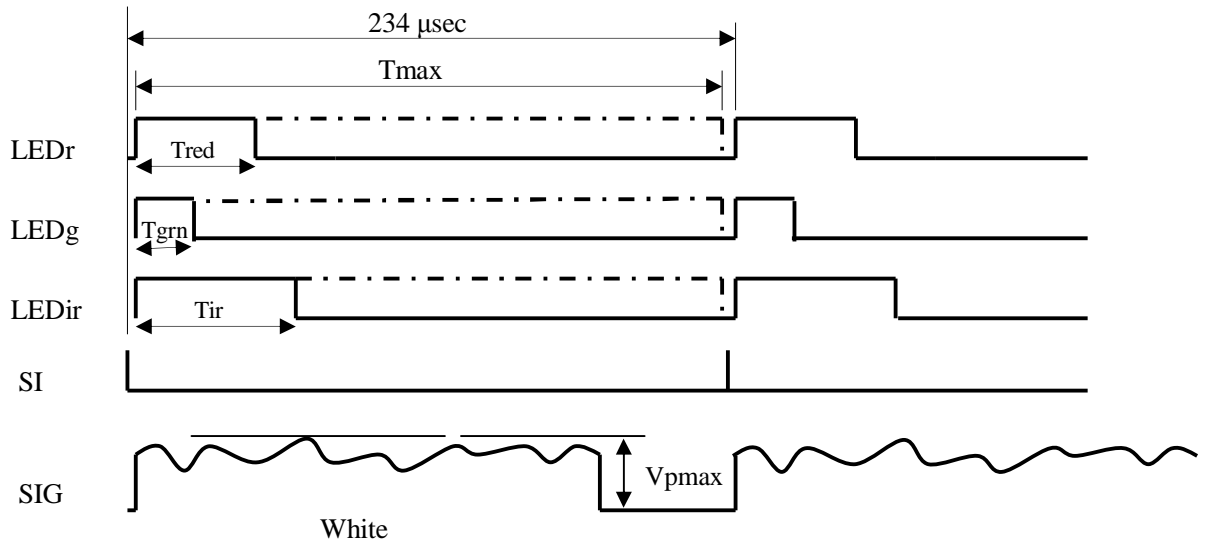 234 μsec
Tmax
LEDr
Tred
LEDg
Tgrn
LEDir
Tir
SI
SIG
Vpmax
White